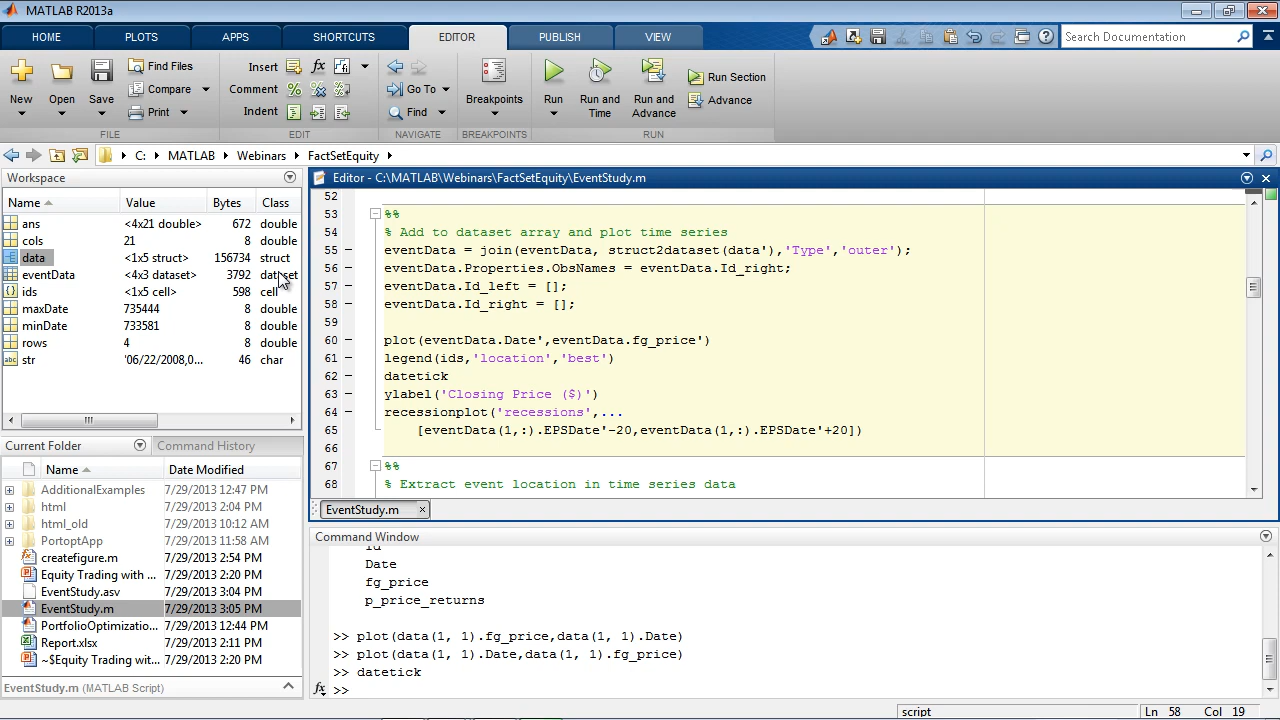 MATLAB R2013a
HOME PLOTS APPS SHORTCUTS EDITOR PUBLISH VIEW Search Documentation
New Open Save Find Files Compare Print
FILE
Insert fx
Comment
Indent
EDIT
Go To Find
NAVIGATE
Breakpoints
BREAKPOINTS
Run Run and Time Run and Advance Run Section Advance
RUN
C: MATLAB Webinars FactSetEquity
Workspace
Name Value Bytes Class
ans <4x21 double> 672 double
cols 21 8 double
data <1x5 struct> 156734 struct
eventData <4x3 dataset> 3792 dataset
ids <1x5 cell> 598 cell
maxDate 735444 8 double
minDate 733581 8 double
rows 4 8 double
abc str '06/22/2008,0... 46 char
Current Folder Command History
Name Date Modified
AdditionalExamples 7/29/2013 12:47 PM
html 7/29/2013 2:04 PM
html_old 7/29/2013 10:12 AM
PortoptApp 7/29/2013 11:58 AM
createfigure.m 7/29/2013 2:54 PM
Equity Trading with ... 7/29/2013 2:20 PM
EventStudy.asv 7/29/2013 3:04 PM
EventStudy.m 7/29/2013 3:05 PM
PortfolioOptimizatio... 7/29/2013 12:44 PM
Report.xlsx 7/29/2013 2:11 PM
~$Equity Trading wit... 7/29/2013 2:20 PM
EventStudy.m (MATLAB Script)
Editor - C:\MATLAB\Webinars\FactSetEquity\EventStudy.m
52
53 %%
54 % Add to dataset array and plot time series
55 – eventData = join(eventData, struct2dataset(data'),'Type','outer');
56 – eventData.Properties.ObsNames = eventData.Id_right;
57 – eventData.Id_left = [];
58 – eventData.Id_right = [];
59
60 – plot(eventData.Date',eventData.fg_price')
61 – legend(ids,'location','best')
62 – datetick
63 – ylabel('Closing Price ($)')
64 – recessionplot('recessions',...
65 [eventData(1,:).EPSDate'-20,eventData(1,:).EPSDate'+20])
66
67 %%
68 % Extract event location in time series data
EventStudy.m
Command Window
Id
Date
fg_price
p_price_returns
>> plot(data(1, 1).fg_price,data(1, 1).Date)
>> plot(data(1, 1).Date,data(1, 1).fg_price)
>> datetick
fx >>
script Ln 58 Col 19